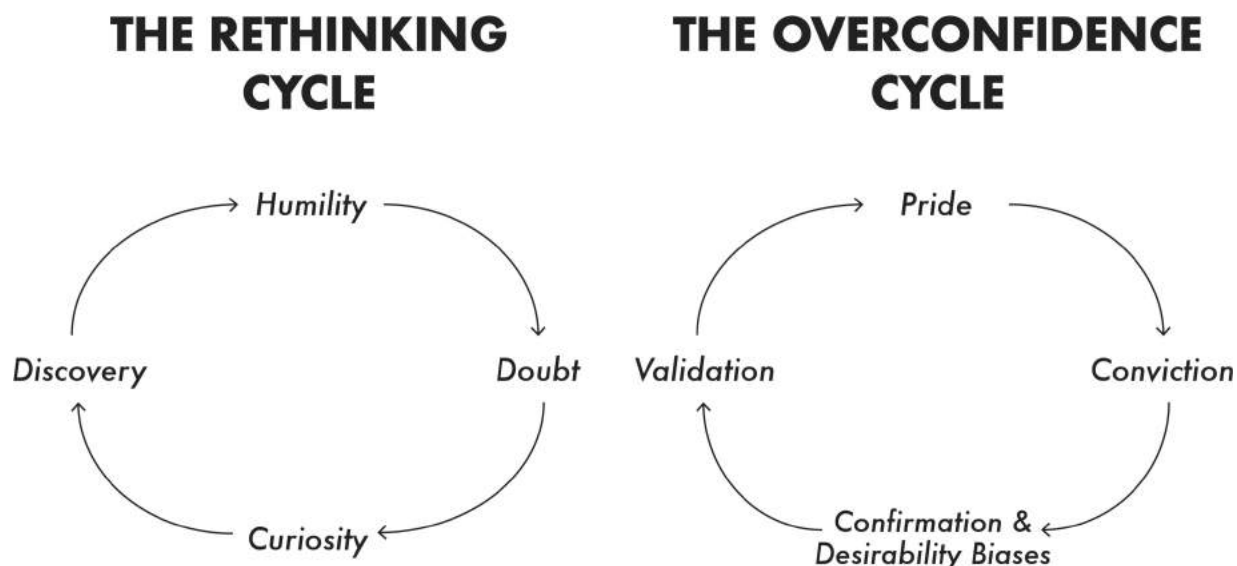 THE RETHINKING
CYCLE
Humility
Discovery
Doubt
Curiosity
THE OVERCONFIDENCE
CYCLE
Pride
Validation
Conviction
Confirmation &
Desirability Biases